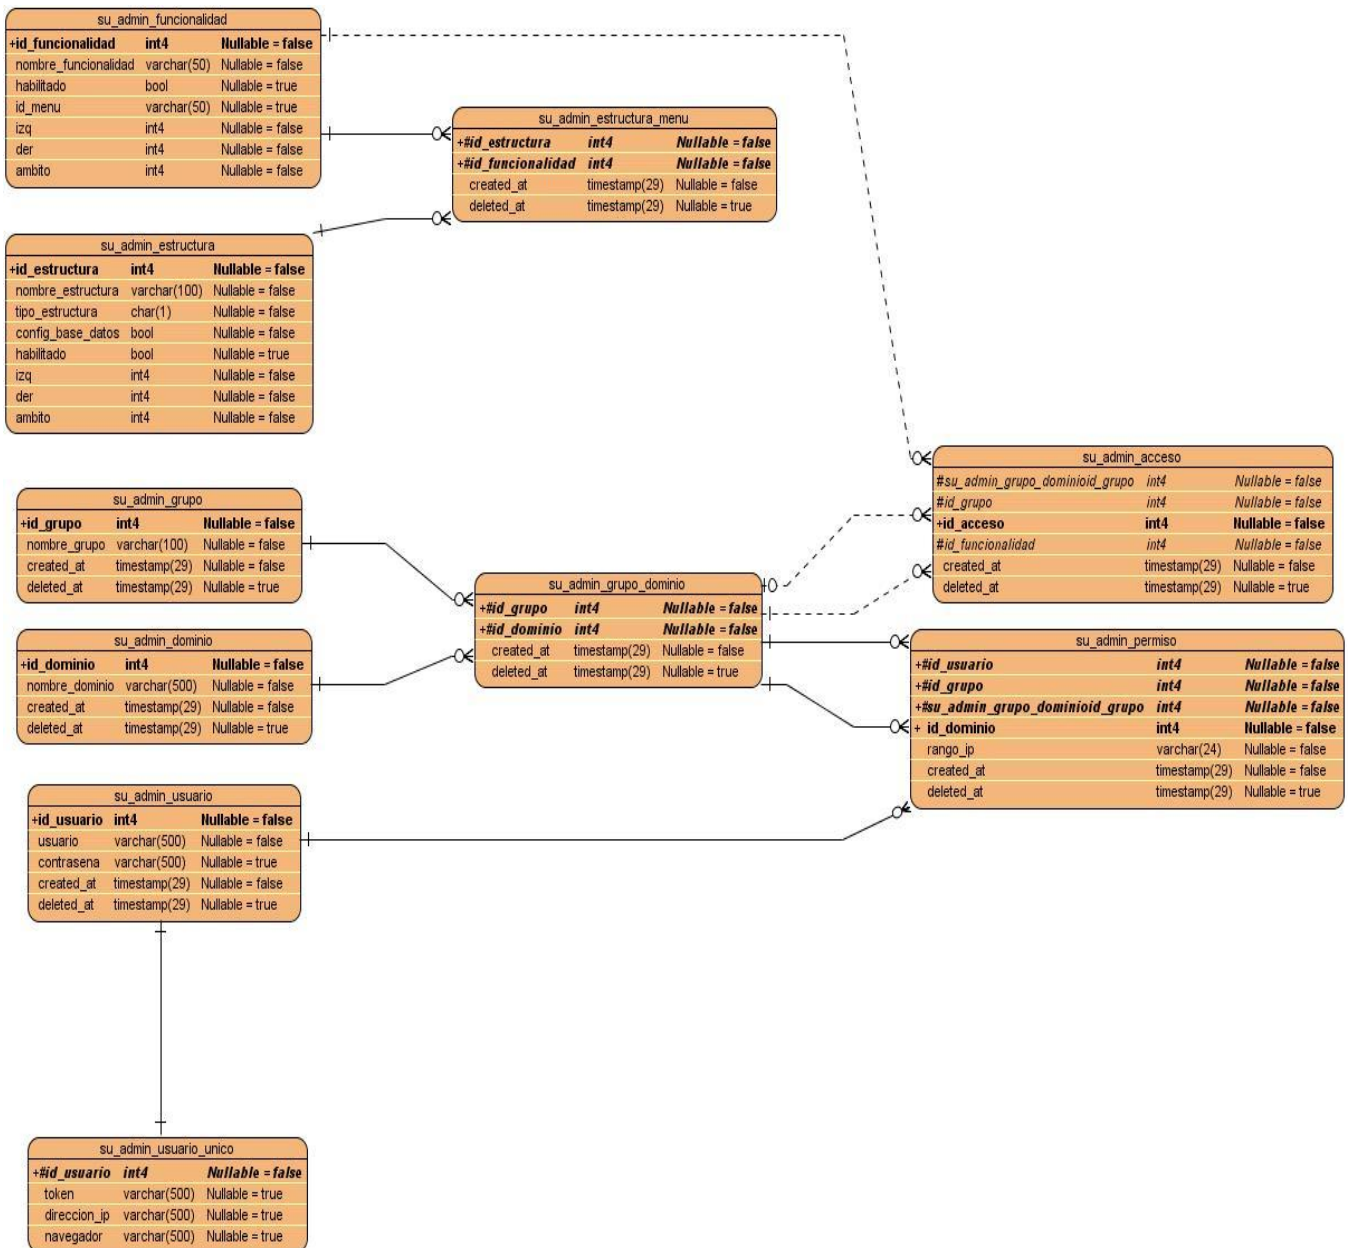 su_admin_funcionalidad
+id_funcionalidad int4 Nullable = false
nombre_funcionalidad varchar(50) Nullable = false
habilitado bool Nullable = true
id_menu varchar(50) Nullable = true
izq int4 Nullable = false
der int4 Nullable = false
ambito int4 Nullable = false
su_admin_estructura_menu
+#id_estructura int4 Nullable = false
+#id_funcionalidad int4 Nullable = false
created_at timestamp(29) Nullable = false
deleted_at timestamp(29) Nullable = true
su_admin_estructura
+id_estructura int4 Nullable = false
nombre_estructura varchar(100) Nullable = false
tipo_estructura char(1) Nullable = false
config_base_datos bool Nullable = false
habilitado bool Nullable = true
izq int4 Nullable = false
der int4 Nullable = false
ambito int4 Nullable = false
su_admin_acceso
#su_admin_grupo_dominioid_grupo int4 Nullable = false
#id_grupo int4 Nullable = false
+id_acceso int4 Nullable = false
#id_funcionalidad int4 Nullable = false
created_at timestamp(29) Nullable = false
deleted_at timestamp(29) Nullable = true
su_admin_grupo
+id_grupo int4 Nullable = false
nombre_grupo varchar(100) Nullable = false
created_at timestamp(29) Nullable = false
deleted_at timestamp(29) Nullable = true
su_admin_grupo_dominio
+#id_grupo int4 Nullable = false
+#id_dominio int4 Nullable = false
created_at timestamp(29) Nullable = false
deleted_at timestamp(29) Nullable = true
su_admin_dominio
+id_dominio int4 Nullable = false
nombre_dominio varchar(500) Nullable = false
created_at timestamp(29) Nullable = false
deleted_at timestamp(29) Nullable = true
su_admin_permiso
+#id_usuario int4 Nullable = false
+#id_grupo int4 Nullable = false
+#su_admin_grupo_dominioid_grupo int4 Nullable = false
+ id_dominio int4 Nullable = false
rango_ip varchar(24) Nullable = false
created_at timestamp(29) Nullable = false
deleted_at timestamp(29) Nullable = true
su_admin_usuario
+id_usuario int4 Nullable = false
usuario varchar(500) Nullable = false
contrasena varchar(500) Nullable = true
created_at timestamp(29) Nullable = false
deleted_at timestamp(29) Nullable = true
su_admin_usuario_unico
+#id_usuario int4 Nullable = false
token varchar(500) Nullable = true
direccion_ip varchar(500) Nullable = true
navegador varchar(500) Nullable = true